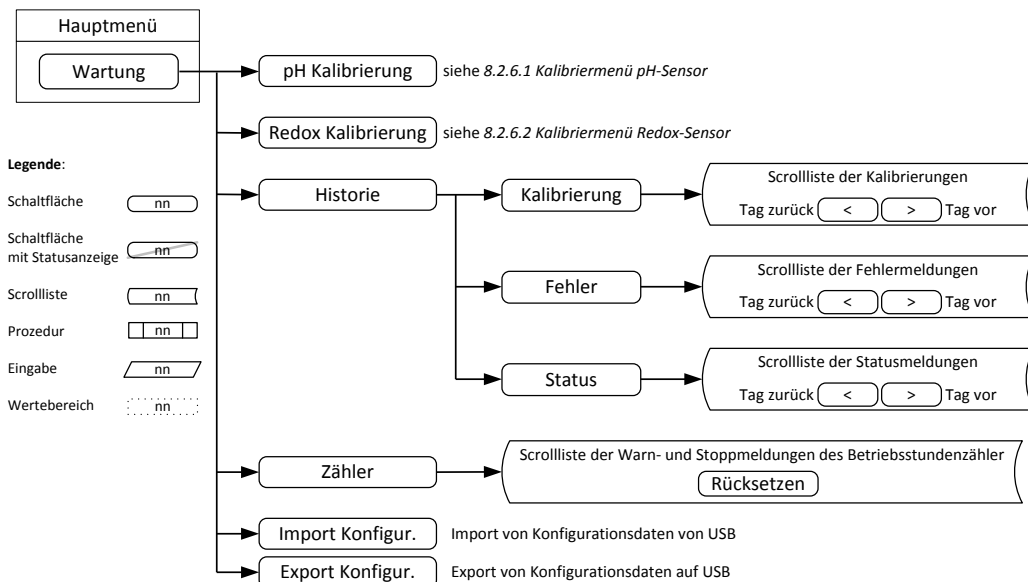 Hauptmenü
Wartung
pH Kalibrierung siehe 8.2.6.1 Kalibriermenü pH-Sensor
Redox Kalibrierung siehe 8.2.6.2 Kalibriermenü Redox-Sensor
Legende:
Schaltfläche nn
Schaltfläche
mit Statusanzeige nn
Scrollliste nn
Prozedur nn
Eingabe nn
Wertebereich nn
Historie
Kalibrierung
Scrollliste der Kalibrierungen
Tag zurück < > Tag vor
Fehler
Scrollliste der Fehlermeldungen
Tag zurück < > Tag vor
Status
Scrollliste der Statusmeldungen
Tag zurück < > Tag vor
Zähler
Scrollliste der Warn- und Stoppmeldungen des Betriebsstundenzähler
Rücksetzen
Import Konfigur. Import von Konfigurationsdaten von USB
Export Konfigur. Export von Konfigurationsdaten auf USB